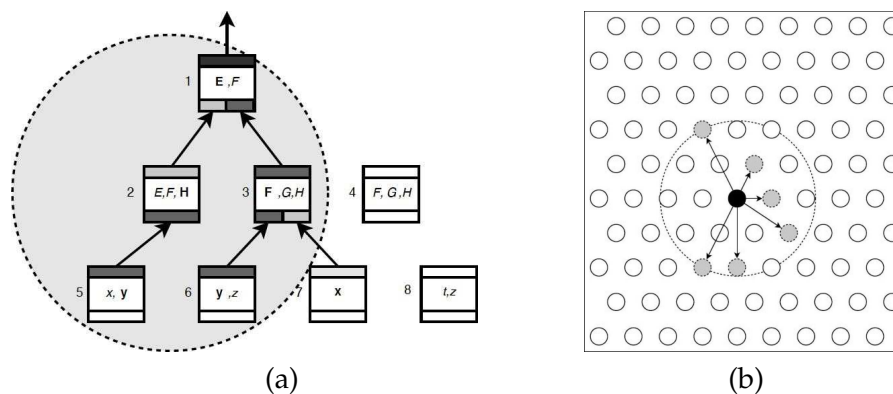 1 E ,F
2 E,F, H 3 F ,G,H 4 F, G ,H
5 x, y 6 y ,z 7 x 8 t,z
(a) (b)